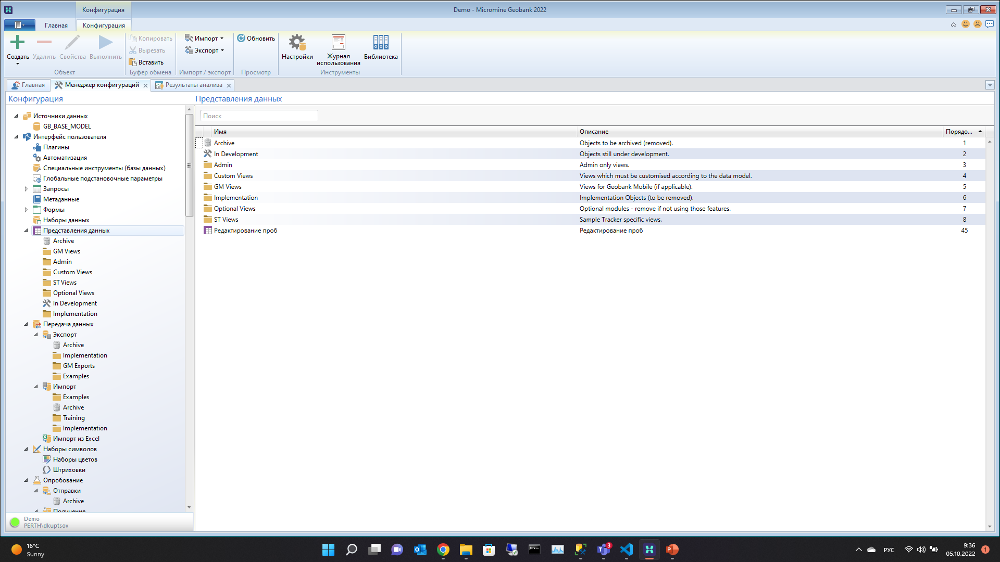 Конфигурация
Demo - Micromine Geobank 2022
Главная
Конфигурация
Создать
Удалить
Свойства
Выполнить
Объект
Копировать
Вырезать
Вставить
Буфер обмена
Импорт
Экспорт
Импорт / экспорт
Обновить
Просмотр
Настройки
Журнал
использования
Библиотека
Инструменты
Главная
Менеджер конфигураций
Результаты анализа
Конфигурация
Источники данных
GB_BASE_MODEL
Интерфейс пользователя
Плагины
Автоматизация
Специальные инструменты (базы данных)
Глобальные подстановочные параметры
Запросы
Метаданные
Формы
Наборы данных
Представления данных
Archive
GM Views
Admin
Custom Views
ST Views
Optional Views
In Development
Implementation
Передача данных
Экспорт
Archive
Implementation
GM Exports
Examples
Импорт
Examples
Archive
Training
Implementation
Импорт из Excel
Наборы символов
Наборы цветов
Штриховки
Опробование
Отправки
Archive
Получение
Demo
PERTH\dkuptsov
Представления данных
Поиск
Имя Описание Порядо...
Archive Objects to be archived (removed). 1
In Development Objects still under development. 2
Admin Admin only views. 3
Custom Views Views which must be customised according to the data model. 4
GM Views Views for Geobank Mobile (if applicable). 5
Implementation Implementation Objects (to be removed). 6
Optional Views Optional modules - remove if not using those features. 7
ST Views Sample Tracker specific views. 8
Редактирование проб Редактирование проб 45
16°C
Sunny
3
РУС
9:36
05.10.2022
1